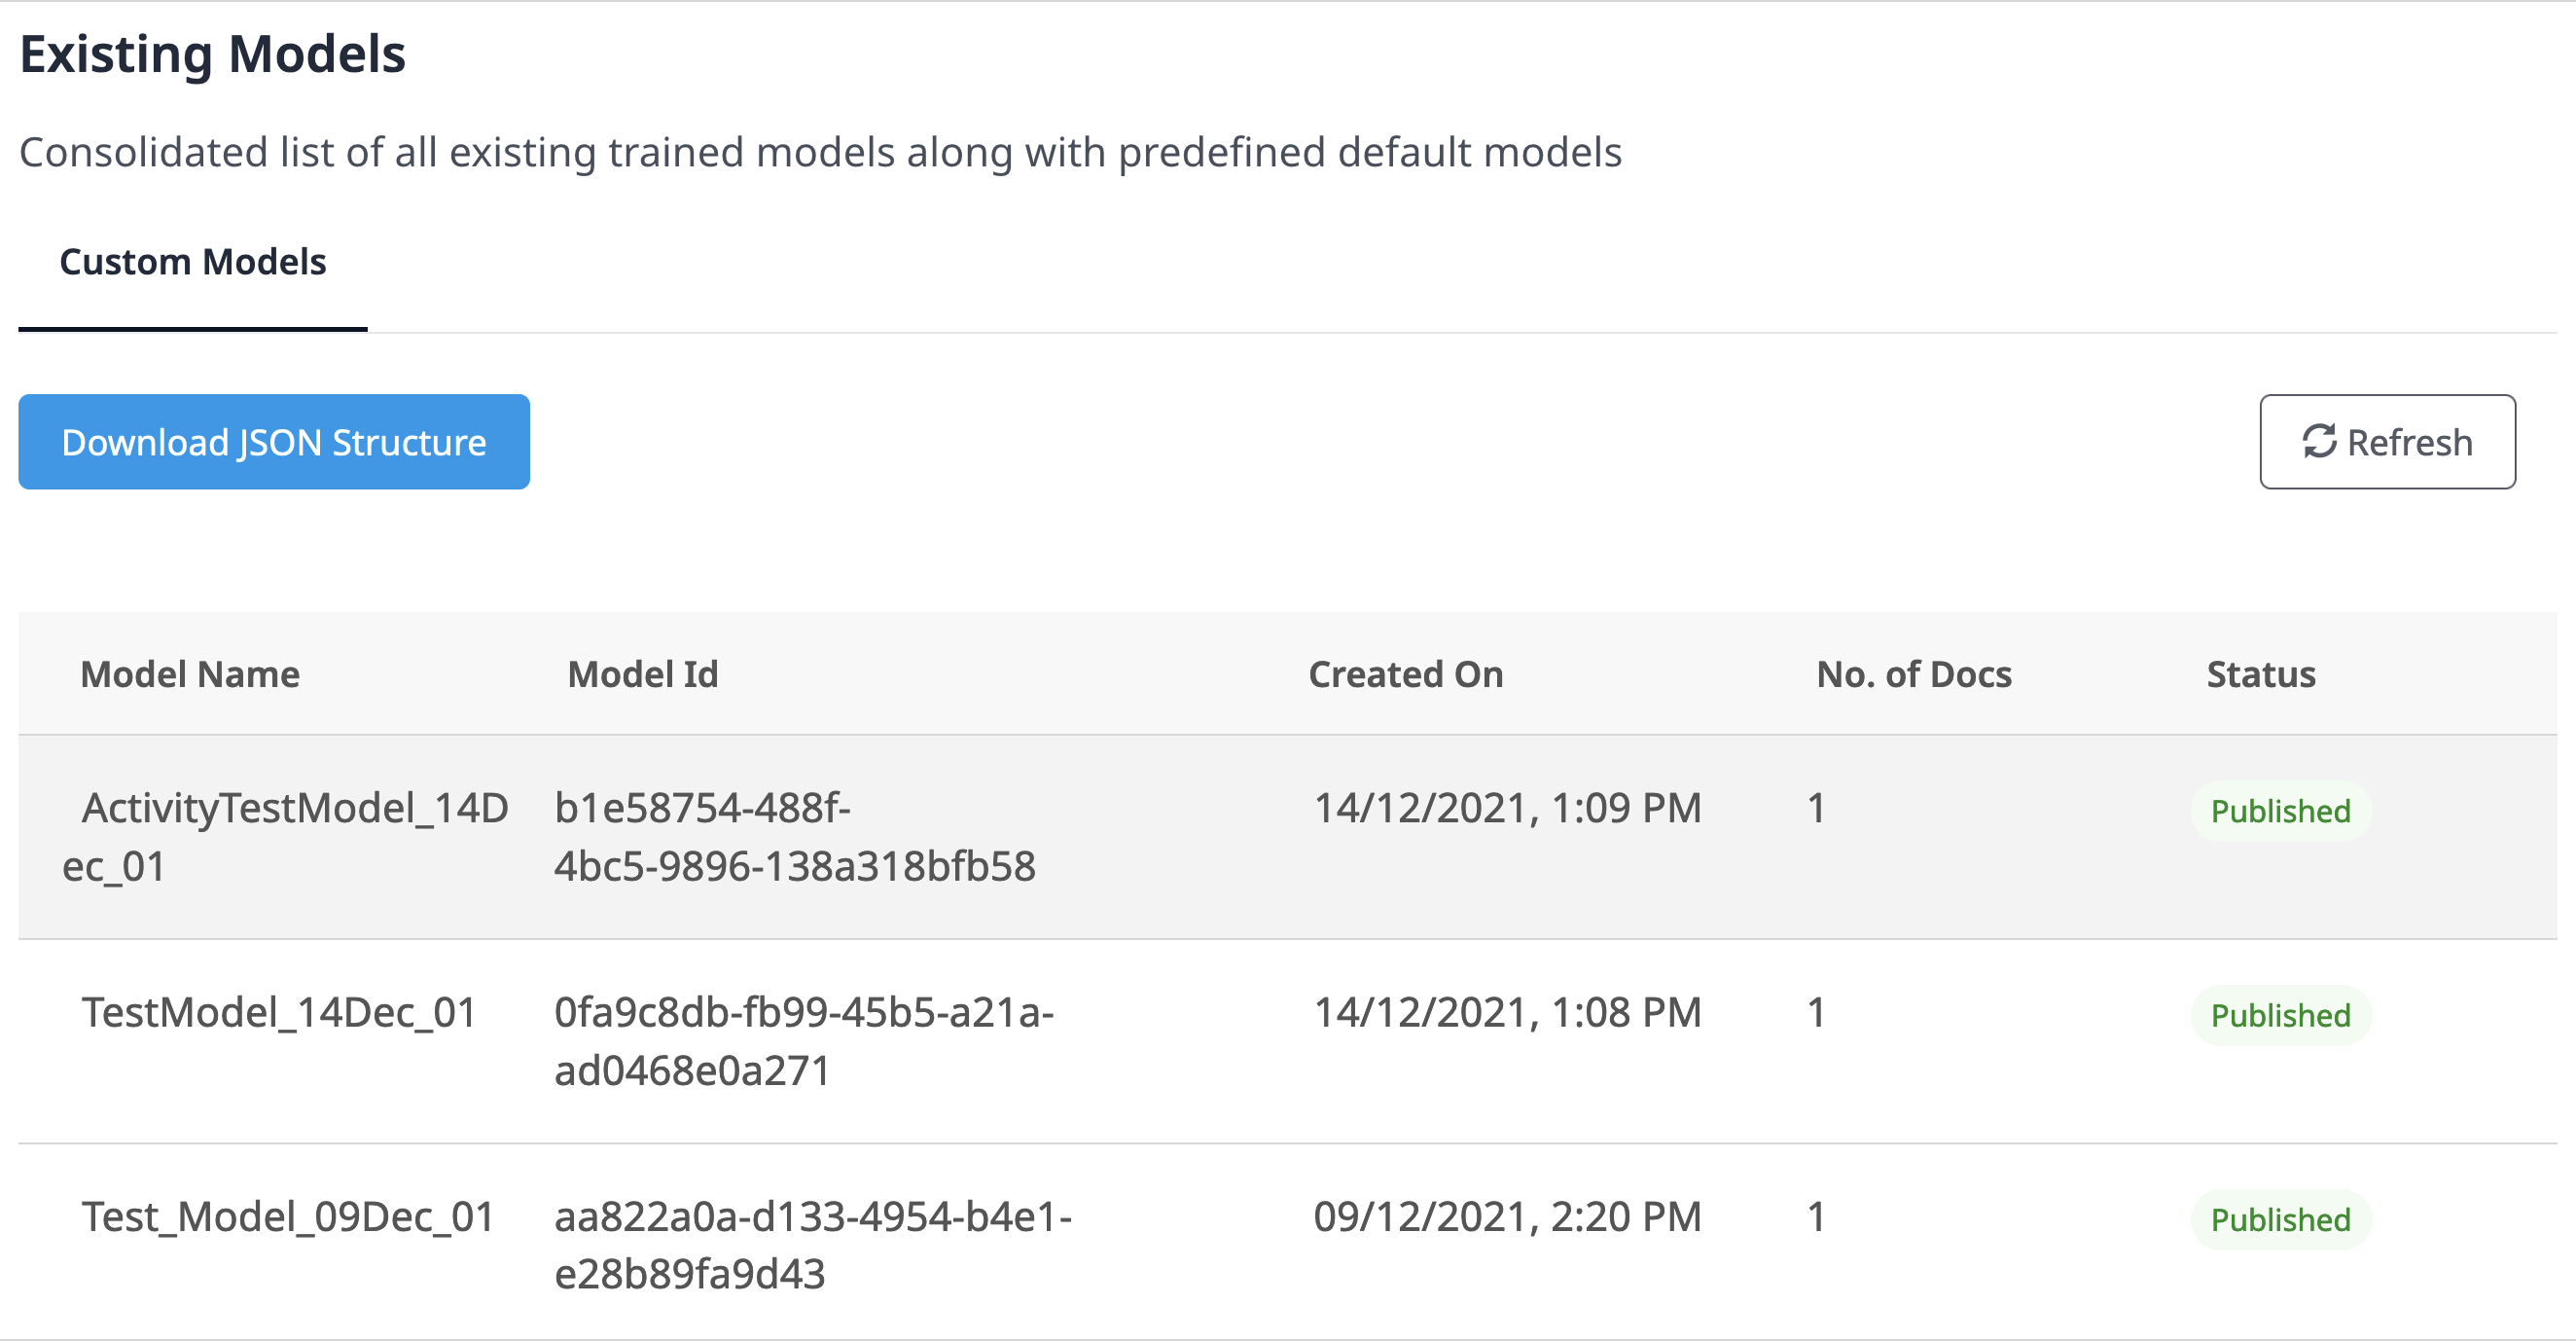 Existing Models
Consolidated list of all existing trained models along with predefined default models
Custom Models
Download JSON Structure
Refresh
Model Name Model Id Created On No. of Docs Status
ActivityTestModel_14D b1e58754-488f- 14/12/2021, 1:09 PM 1 Published
ec_01 4bc5-9896-138a318bfb58
TestModel_14Dec_01 0fa9c8db-fb99-45b5-a21a- 14/12/2021, 1:08 PM 1 Published
ad0468e0a271
Test_Model_09Dec_01 aa822a0a-d133-4954-b4e1- 09/12/2021, 2:20 PM 1 Published
e28b89fa9d43